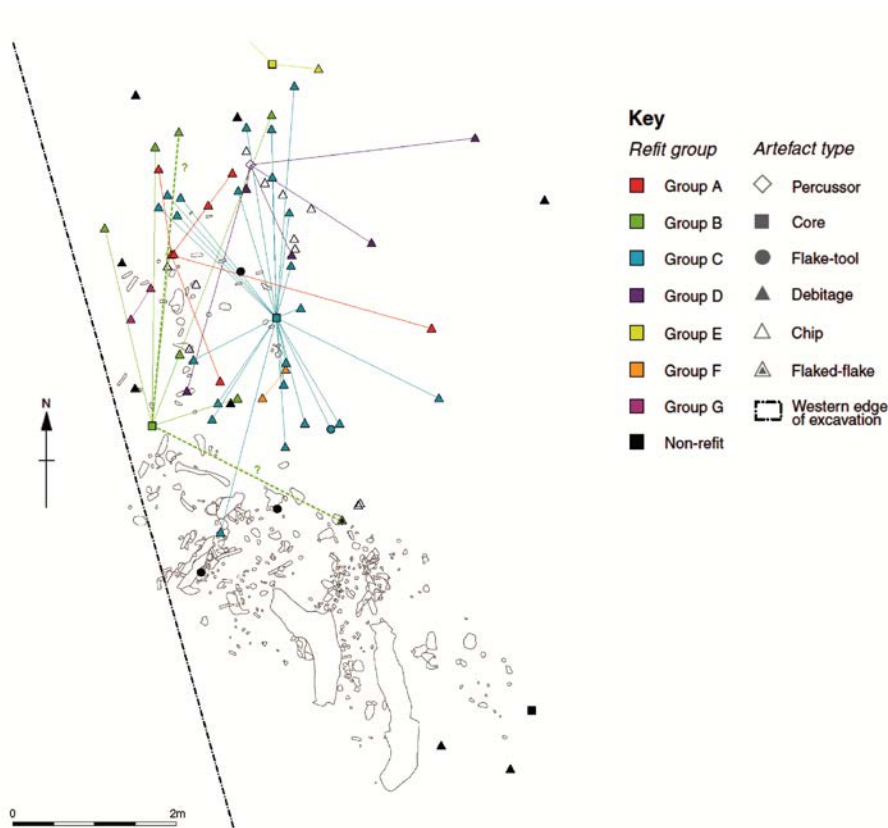 ?
?
N
0 2m
Key
Refit group Artefact type
Group A Percussor
Group B Core
Group C Flake-tool
Group D Debitage
Group E Chip
Group F Flaked-flake
Group G Western edge
of excavation
Non-refit